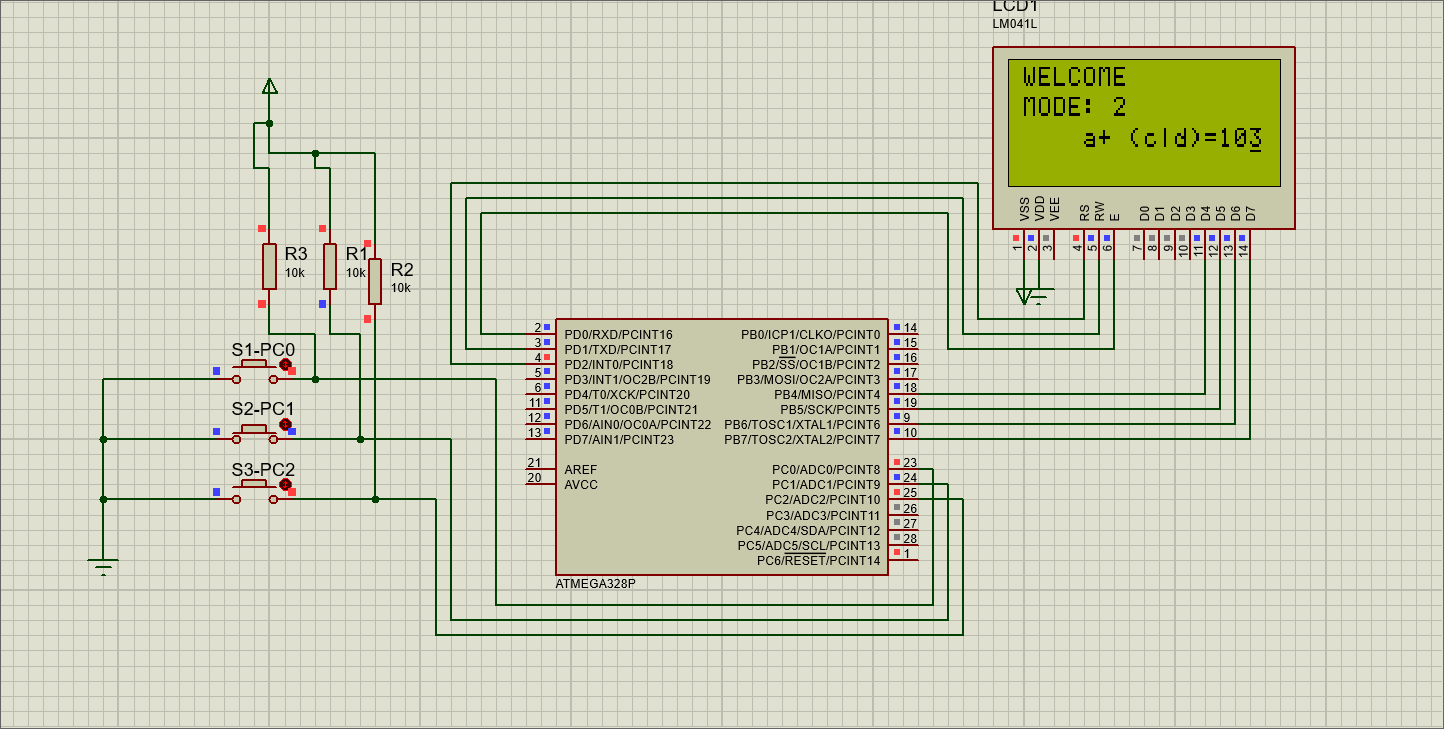 LCD1
LM041L
WELCOME
MODE: 2
a+ (c|d)=103
VSS VDD VEE RS RW E D0 D1 D2 D3 D4 D5 D6 D7
1 2 3 4 5 6 7 8 9 10 11 12 13 14
R3
10k
R1
10k
R2
10k
S1-PC0
S2-PC1
S3-PC2
2 PD0/RXD/PCINT16
3 PD1/TXD/PCINT17
4 PD2/INT0/PCINT18
5 PD3/INT1/OC2B/PCINT19
6 PD4/T0/XCK/PCINT20
11 PD5/T1/OC0B/PCINT21
12 PD6/AIN0/OC0A/PCINT22
13 PD7/AIN1/PCINT23
21 AREF
20 AVCC
PB0/ICP1/CLKO/PCINT0 14
PB1/OC1A/PCINT1 15
PB2/SS/OC1B/PCINT2 16
PB3/MOSI/OC2A/PCINT3 17
PB4/MISO/PCINT4 18
PB5/SCK/PCINT5 19
PB6/TOSC1/XTAL1/PCINT6 9
PB7/TOSC2/XTAL2/PCINT7 10
PC0/ADC0/PCINT8 23
PC1/ADC1/PCINT9 24
PC2/ADC2/PCINT10 25
PC3/ADC3/PCINT11 26
PC4/ADC4/SDA/PCINT12 27
PC5/ADC5/SCL/PCINT13 28
PC6/RESET/PCINT14 1
ATMEGA328P